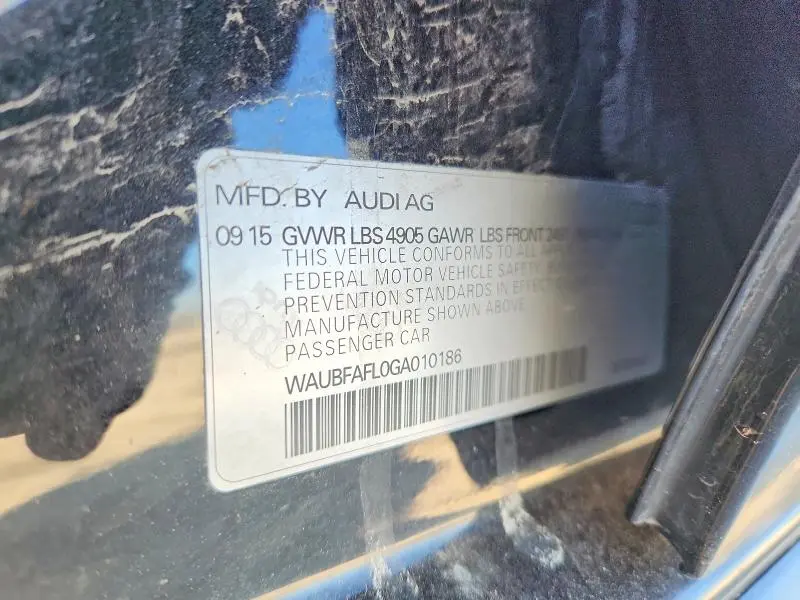 MFD. BY AUDI AG
09 15 GVWR LBS 4905 GAWR LBS FRONT
THIS VEHICLE CONFORMS TO ALL
FEDERAL MOTOR VEHICLE SAFETY,
PREVENTION STANDARDS IN EFFECT
MANUFACTURE SHOWN ABOVE
PASSENGER CAR
WAUBFAFL0GA010186